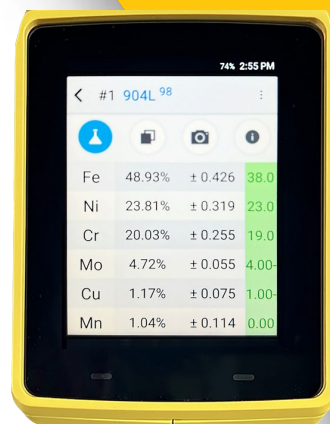 74% 2:55 PM
#1 904L 98
Fe 48.93% ± 0.426 38.0
Ni 23.81% ± 0.319 23.0
Cr 20.03% ± 0.255 19.0
Mo 4.72% ± 0.055 4.00-
Cu 1.17% ± 0.075 1.00-
Mn 1.04% ± 0.114 0.00